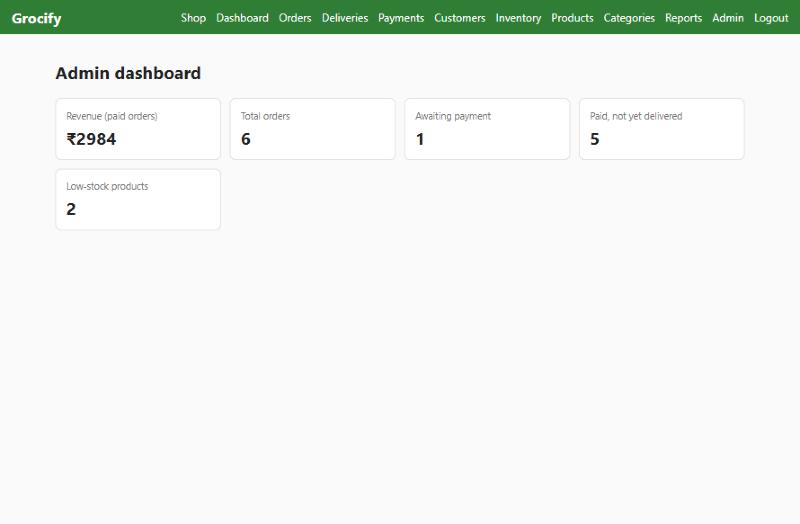 Grocify Shop Dashboard Orders Deliveries Payments Customers Inventory Products Categories Reports Admin Logout
Admin dashboard
Revenue (paid orders) Total orders Awaiting payment Paid, not yet delivered
₹2984 6 1 5
Low-stock products
2